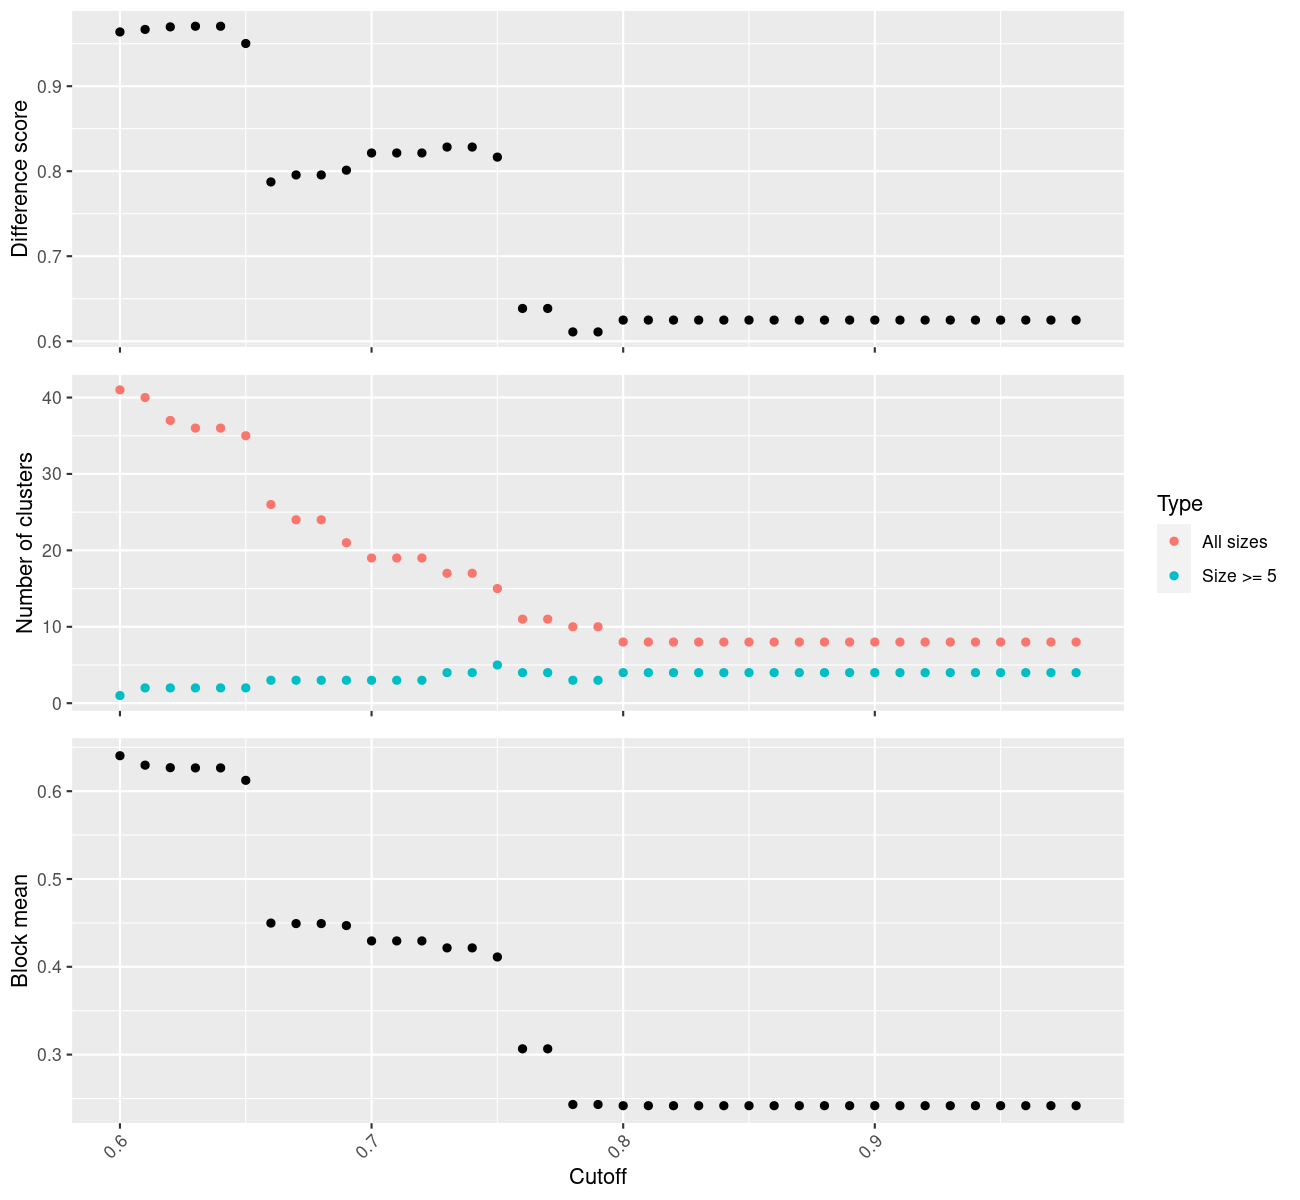 Difference score
0.9
0.8
0.7
0.6
Number of clusters
40
30
20
10
0
Type
All sizes
Size >= 5
Block mean
0.6
0.5
0.4
0.3
0.6
0.7
0.8
0.9
Cutoff